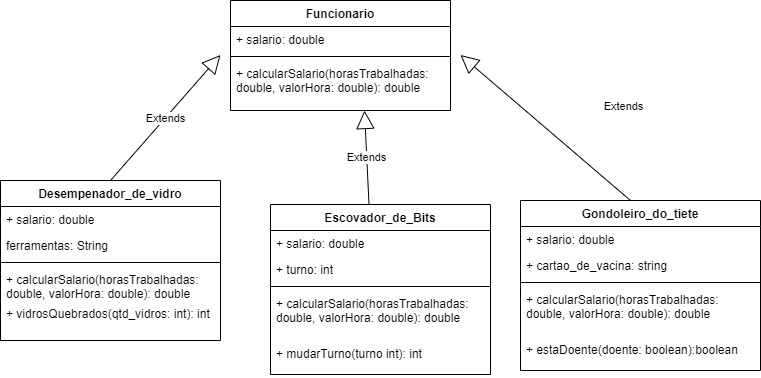 Funcionario
+ salario: double
+ calcularSalario(horasTrabalhadas:
double, valorHora: double): double
Extends
Extends
Extends
Desempenador_de_vidro
+ salario: double
ferramentas: String
+ calcularSalario(horasTrabalhadas:
double, valorHora: double): double
+ vidrosQuebrados(qtd_vidros: int): int
Escovador_de_Bits
+ salario: double
+ turno: int
+ calcularSalario(horasTrabalhadas:
double, valorHora: double): double
+ mudarTurno(turno int): int
Gondoleiro_do_tiete
+ salario: double
+ cartao_de_vacina: string
+ calcularSalario(horasTrabalhadas:
double, valorHora: double): double
+ estaDoente(doente: boolean):boolean